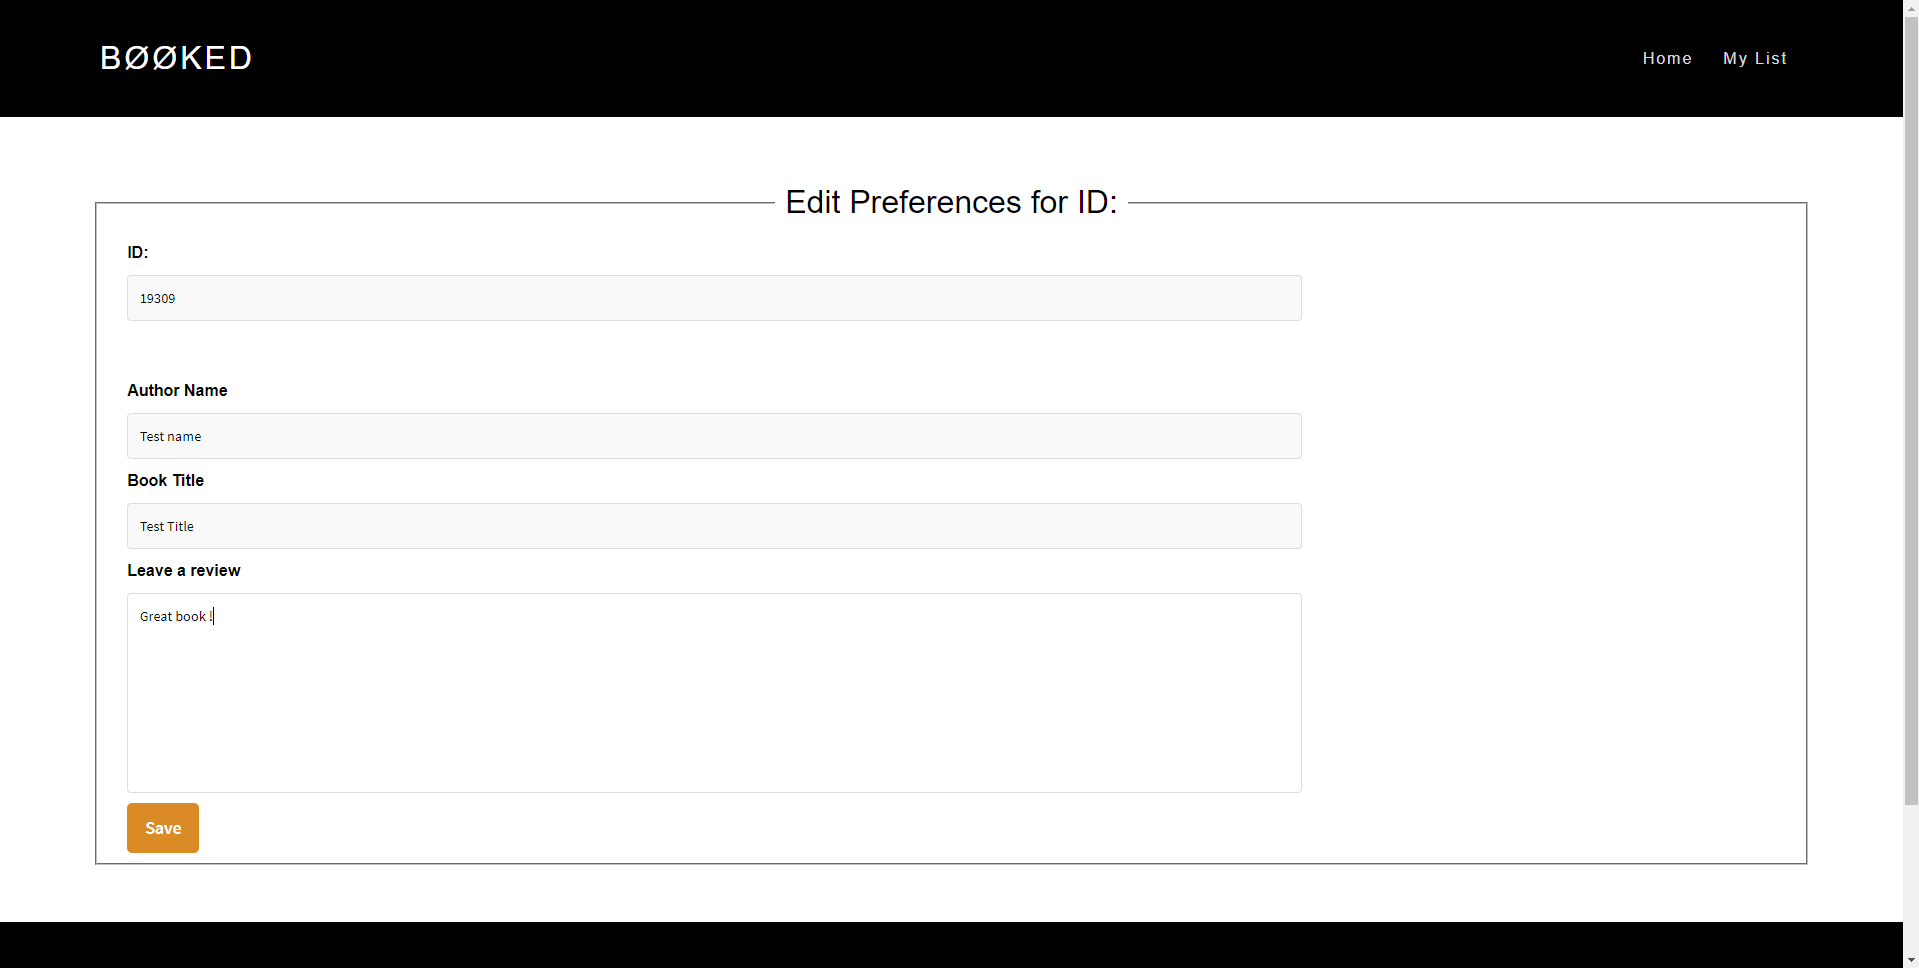 BØØKED
Home
My List
Edit Preferences for ID:
ID:
19309
Author Name
Test name
Book Title
Test Title
Leave a review
Great book !
Save